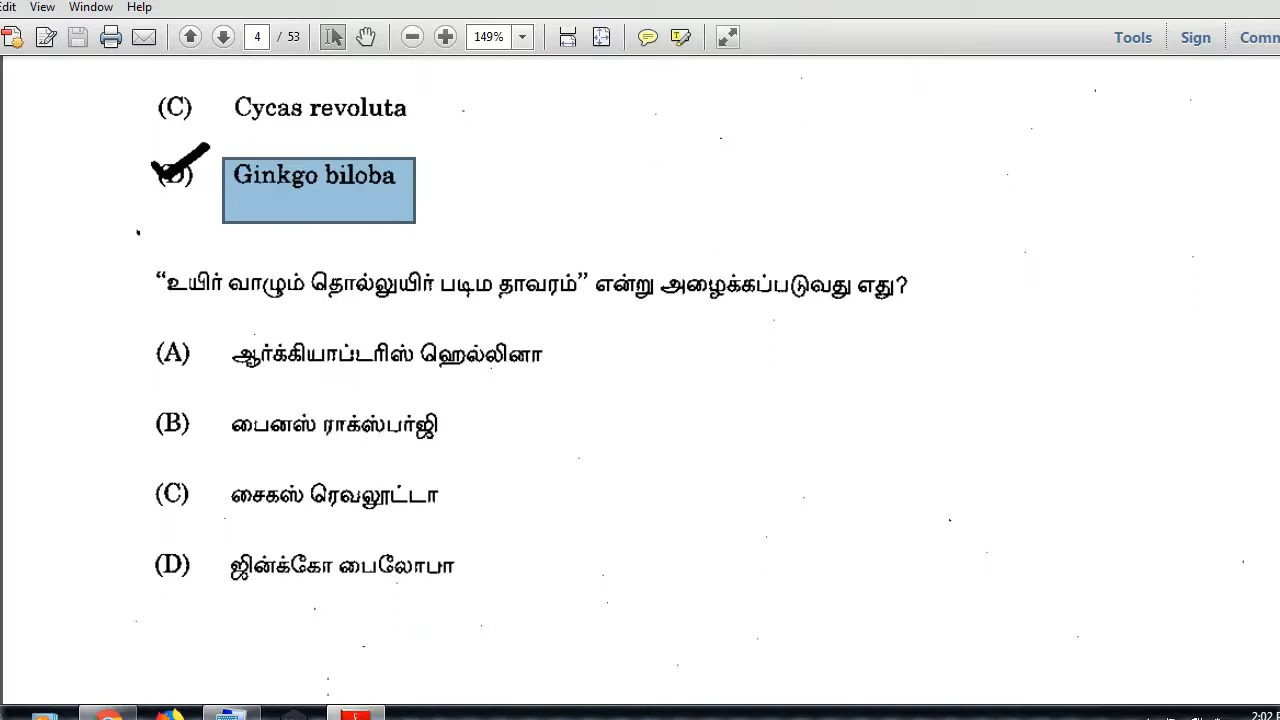 Edit View Window Help
4 / 53 149% Tools Sign
(C) Cycas revoluta
(D) Ginkgo biloba
“உயிர் வாழும் தொல்லுயிர் படிம தாவரம்” என்று அழைக்கப்படுவது எது?
(A) ஆர்க்கியாப்டரிஸ் ஹெல்லினா
(B) பைனஸ் ராக்ஸ்பர்ஜி
(C) சைகஸ் ரெவலூட்டா
(D) ஜின்க்கோ பைலோபா